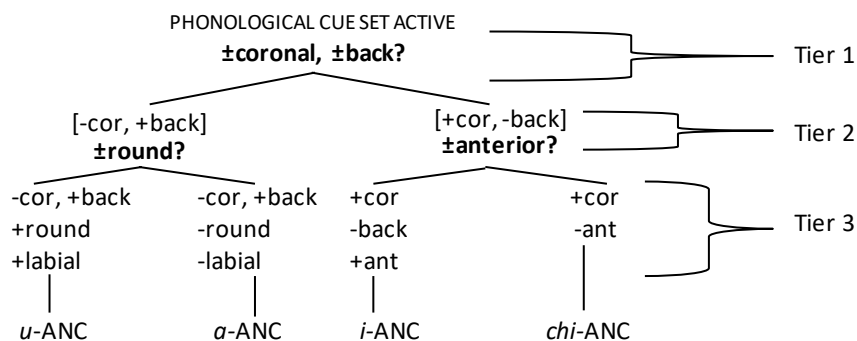 PHONOLOGICAL CUE SET ACTIVE
±coronal, ±back?
Tier 1
[-cor, +back]
±round?
[+cor, -back]
±anterior?
Tier 2
-cor, +back
+round
+labial
-cor, +back
-round
-labial
+cor
-back
+ant
+cor
-ant
Tier 3
u-ANC
a-ANC
i-ANC
chi-ANC